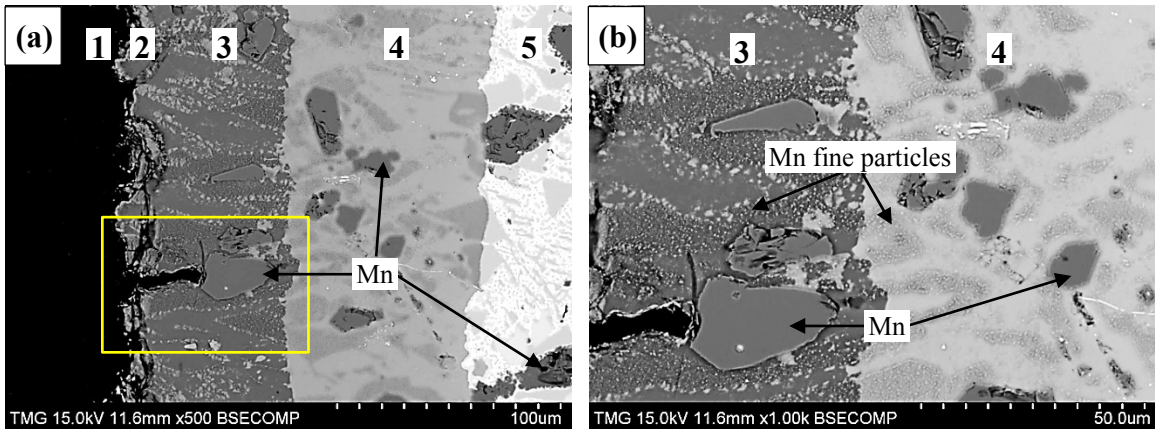 (a)
1 2 3 4 5
Mn
TMG 15.0kV 11.6mm x500 BSECOMP 100um
(b)
3 4
Mn fine particles
Mn
TMG 15.0kV 11.6mm x1.00k BSECOMP 50.0um